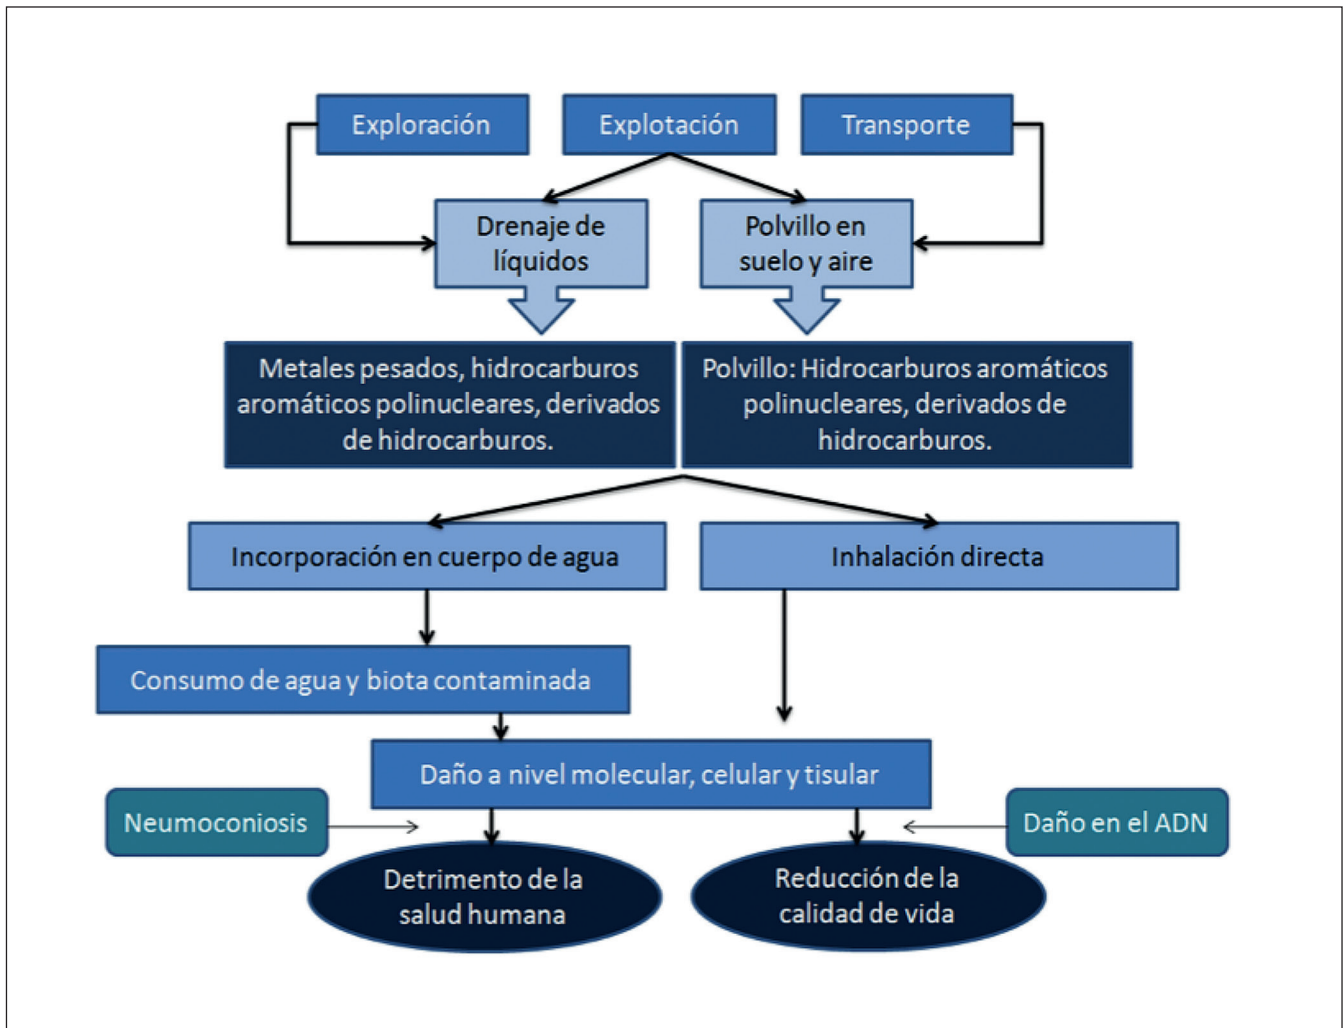 Exploración
Explotación
Transporte
Drenaje de
líquidos
Polvillo en
suelo y aire
Metales pesados, hidrocarburos
aromáticos polinucleares, derivados
de hidrocarburos.
Polvillo: Hidrocarburos aromáticos
polinucleares, derivados de
hidrocarburos.
Incorporación en cuerpo de agua
Inhalación directa
Consumo de agua y biota contaminada
Daño a nivel molecular, celular y tisular
Neumoconiosis
Daño en el ADN
Detrimento de la
salud humana
Reducción de la
calidad de vida